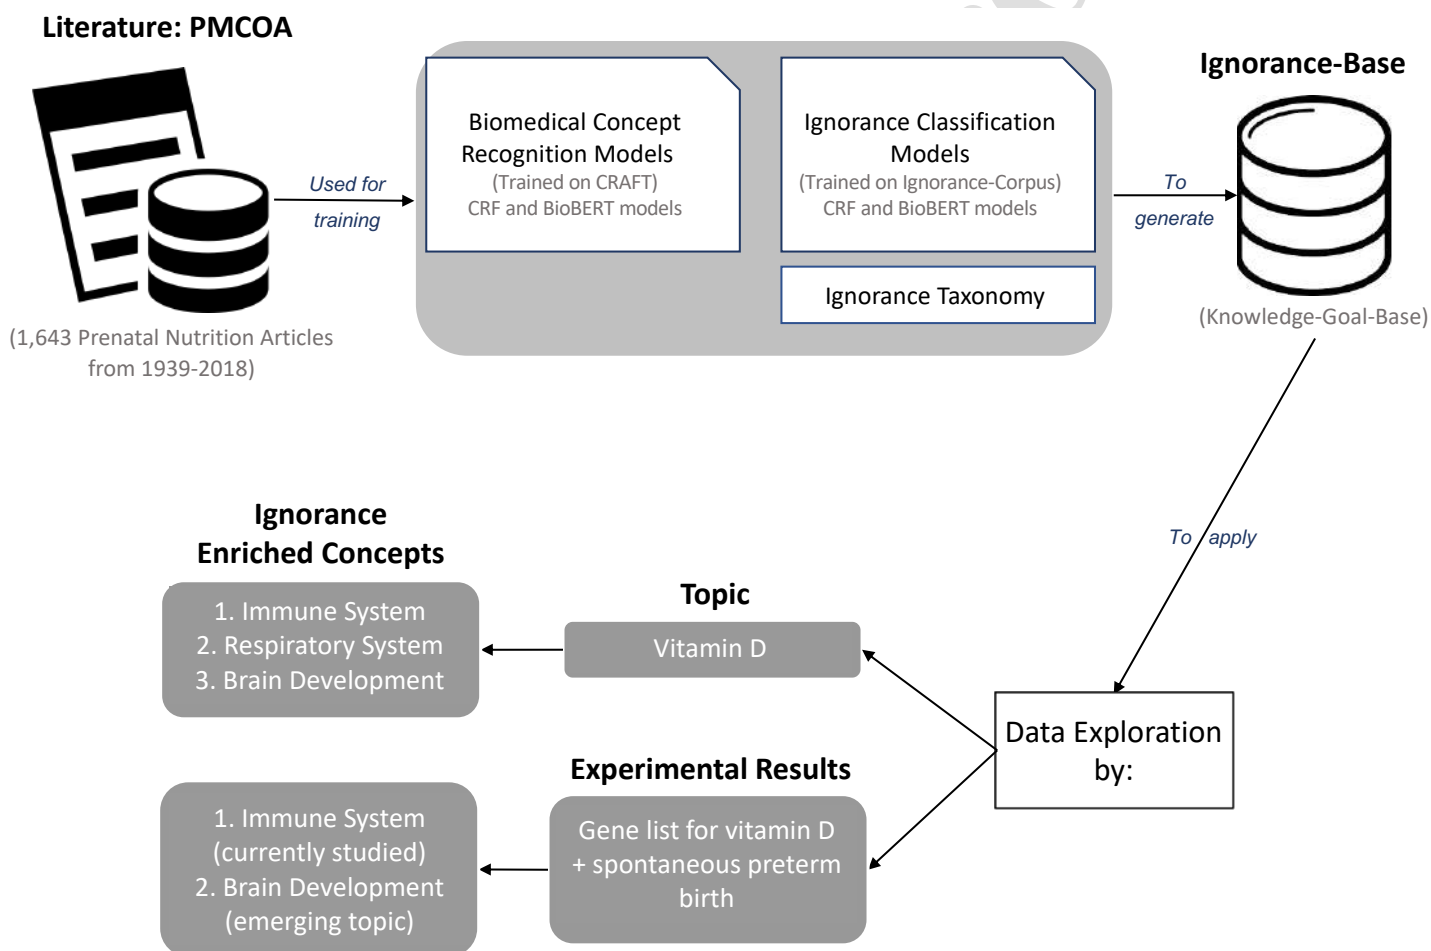 Literature: PMCOA
(1,643 Prenatal Nutrition Articles
from 1939-2018)
Used for
training
Biomedical Concept
Recognition Models
(Trained on CRAFT)
CRF and BioBERT models
Ignorance Classification
Models
(Trained on Ignorance-Corpus)
CRF and BioBERT models
Ignorance Taxonomy
To
generate
Ignorance-Base
(Knowledge-Goal-Base)
To apply
Data Exploration
by:
Topic
Vitamin D
Ignorance
Enriched Concepts
1. Immune System
2. Respiratory System
3. Brain Development
Experimental Results
Gene list for vitamin D
+ spontaneous preterm
birth
1. Immune System
(currently studied)
2. Brain Development
(emerging topic)